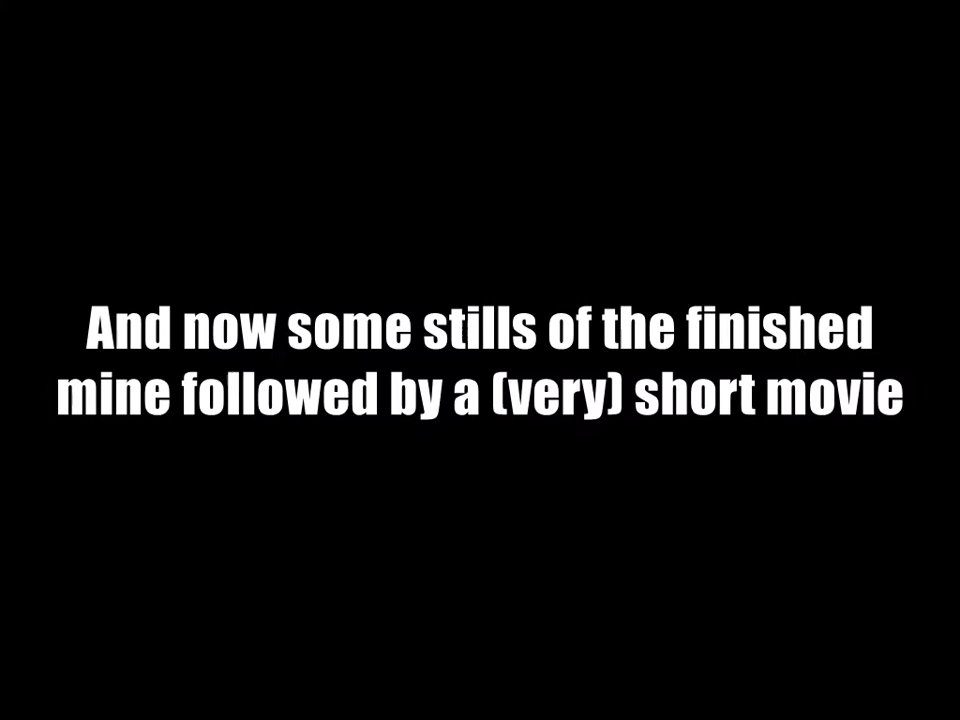 And now some stills of the finished
mine followed by a (very) short movie